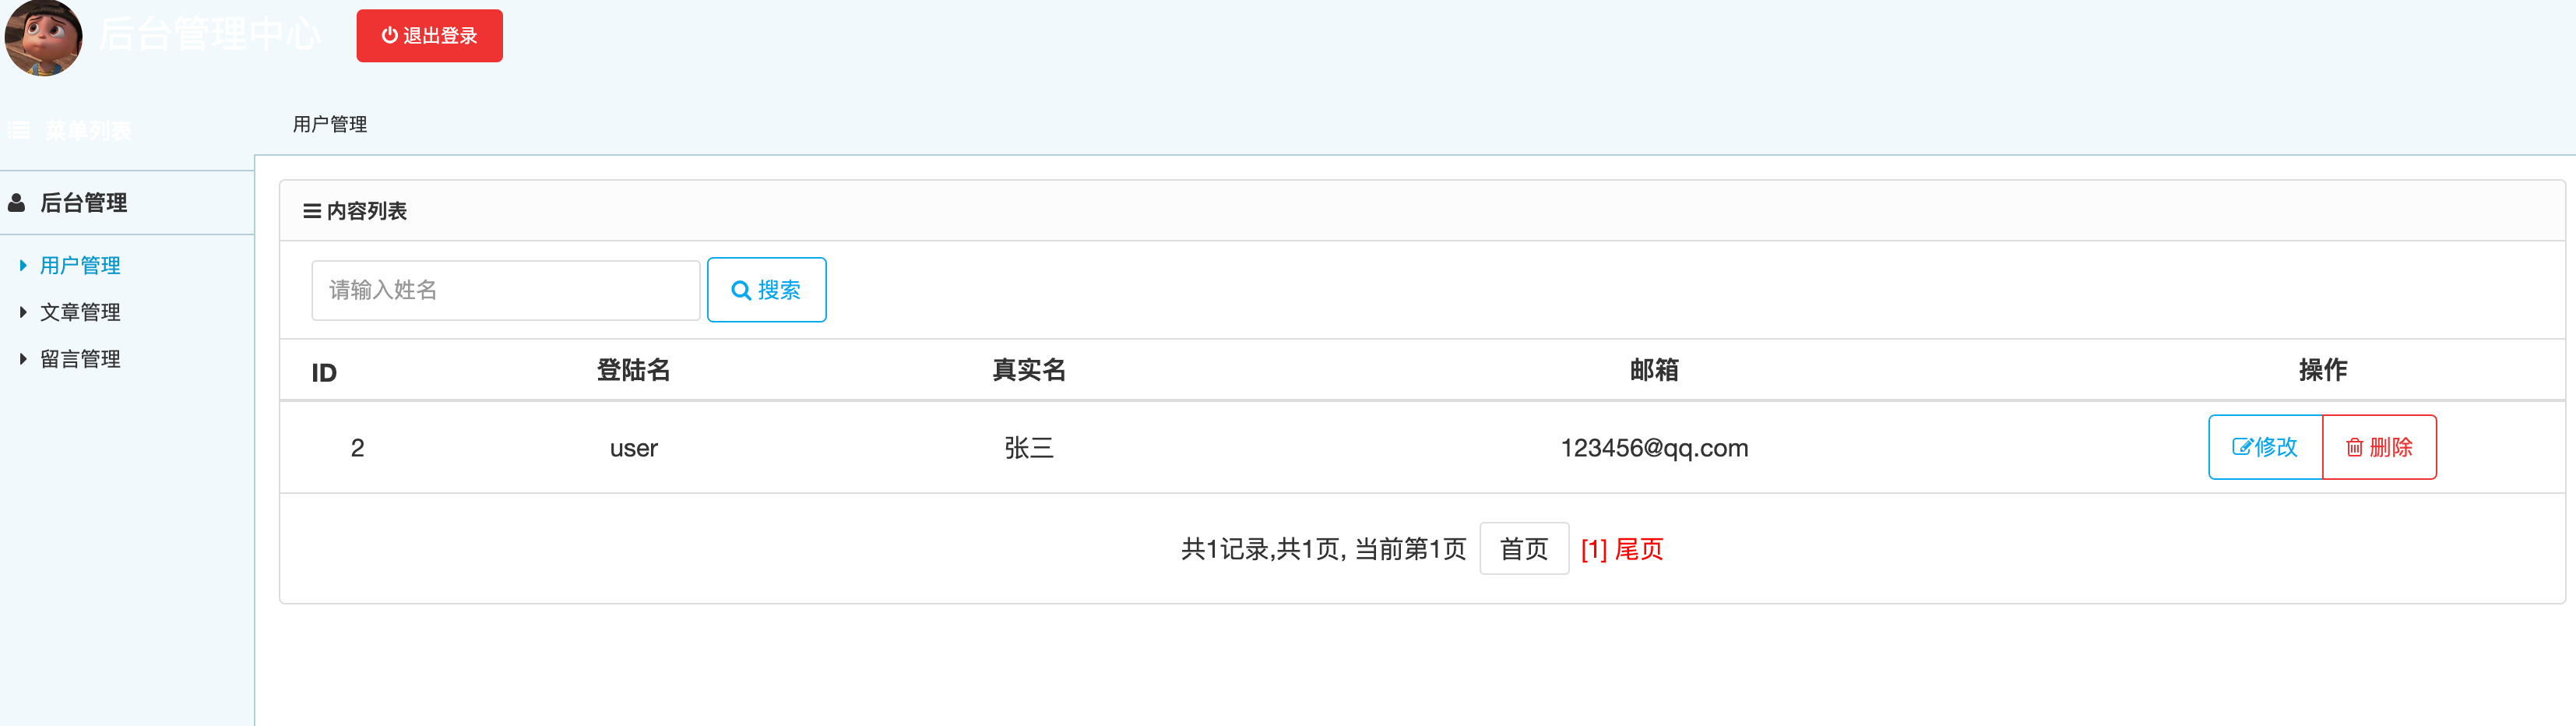 后台管理中心 退出登录
菜单列表
用户管理
后台管理
用户管理
文章管理
留言管理
内容列表
请输入姓名 搜索
ID 登陆名 真实名 邮箱 操作
2 user 张三 123456@qq.com 修改 删除
共1记录,共1页, 当前第1页 首页 [1] 尾页